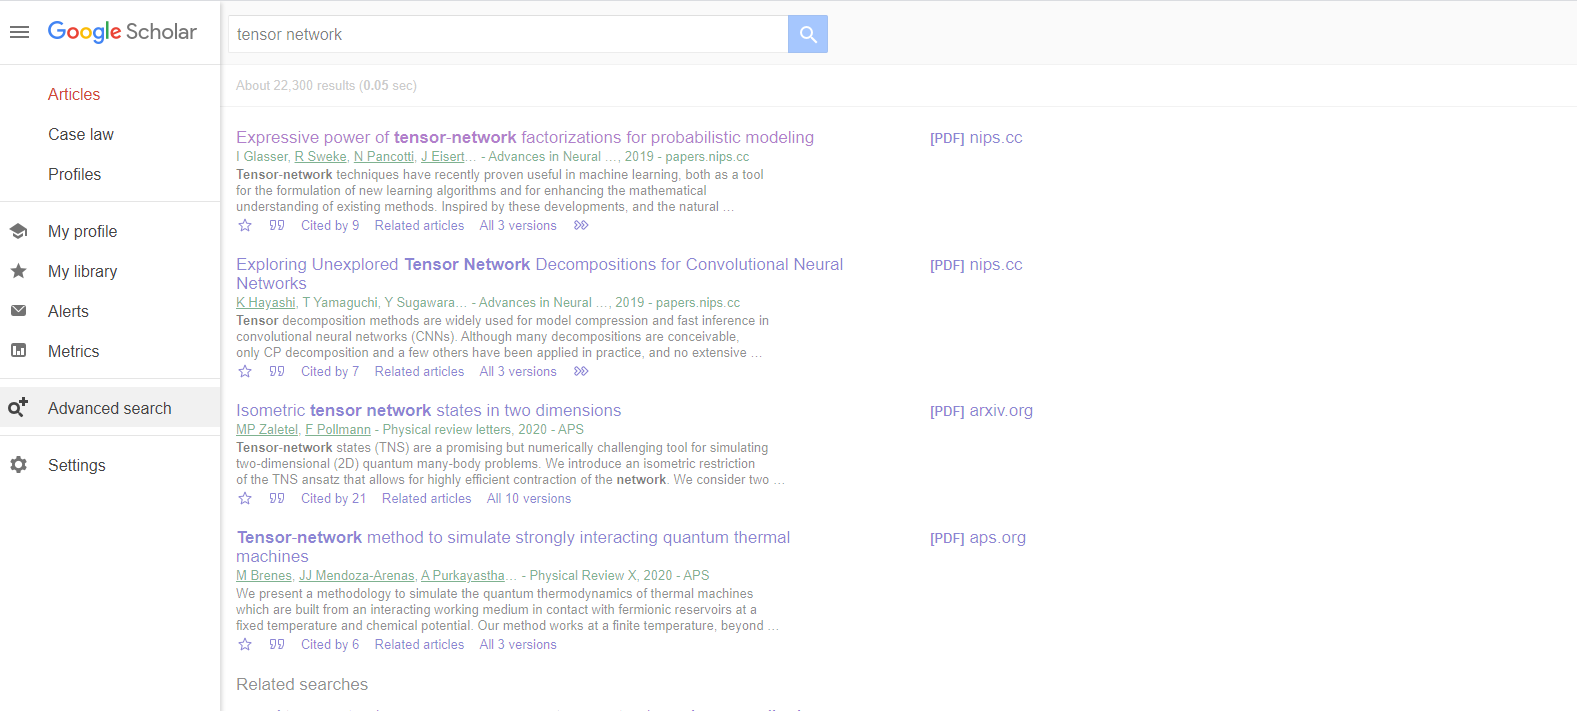 Google Scholar
tensor network
Articles
Case law
Profiles
My profile
My library
Alerts
Metrics
Advanced search
Settings
About 22,300 results (0.05 sec)
Expressive power of tensor-network factorizations for probabilistic modeling
[PDF] nips.cc
I Glasser, R Sweke, N Pancotti, J Eisert… - Advances in Neural …, 2019 - papers.nips.cc
Tensor-network techniques have recently proven useful in machine learning, both as a tool
for the formulation of new learning algorithms and for enhancing the mathematical
understanding of existing methods. Inspired by these developments, and the natural …
Cited by 9 Related articles All 3 versions
Exploring Unexplored Tensor Network Decompositions for Convolutional Neural
Networks
[PDF] nips.cc
K Hayashi, T Yamaguchi, Y Sugawara… - Advances in Neural …, 2019 - papers.nips.cc
Tensor decomposition methods are widely used for model compression and fast inference in
convolutional neural networks (CNNs). Although many decompositions are conceivable,
only CP decomposition and a few others have been applied in practice, and no extensive …
Cited by 7 Related articles All 3 versions
Isometric tensor network states in two dimensions
[PDF] arxiv.org
MP Zaletel, F Pollmann - Physical review letters, 2020 - APS
Tensor-network states (TNS) are a promising but numerically challenging tool for simulating
two-dimensional (2D) quantum many-body problems. We introduce an isometric restriction
of the TNS ansatz that allows for highly efficient contraction of the network. We consider two …
Cited by 21 Related articles All 10 versions
Tensor-network method to simulate strongly interacting quantum thermal
machines
[PDF] aps.org
M Brenes, JJ Mendoza-Arenas, A Purkayastha… - Physical Review X, 2020 - APS
We present a methodology to simulate the quantum thermodynamics of thermal machines
which are built from an interacting working medium in contact with fermionic reservoirs at a
fixed temperature and chemical potential. Our method works at a finite temperature, beyond …
Cited by 6 Related articles All 3 versions
Related searches